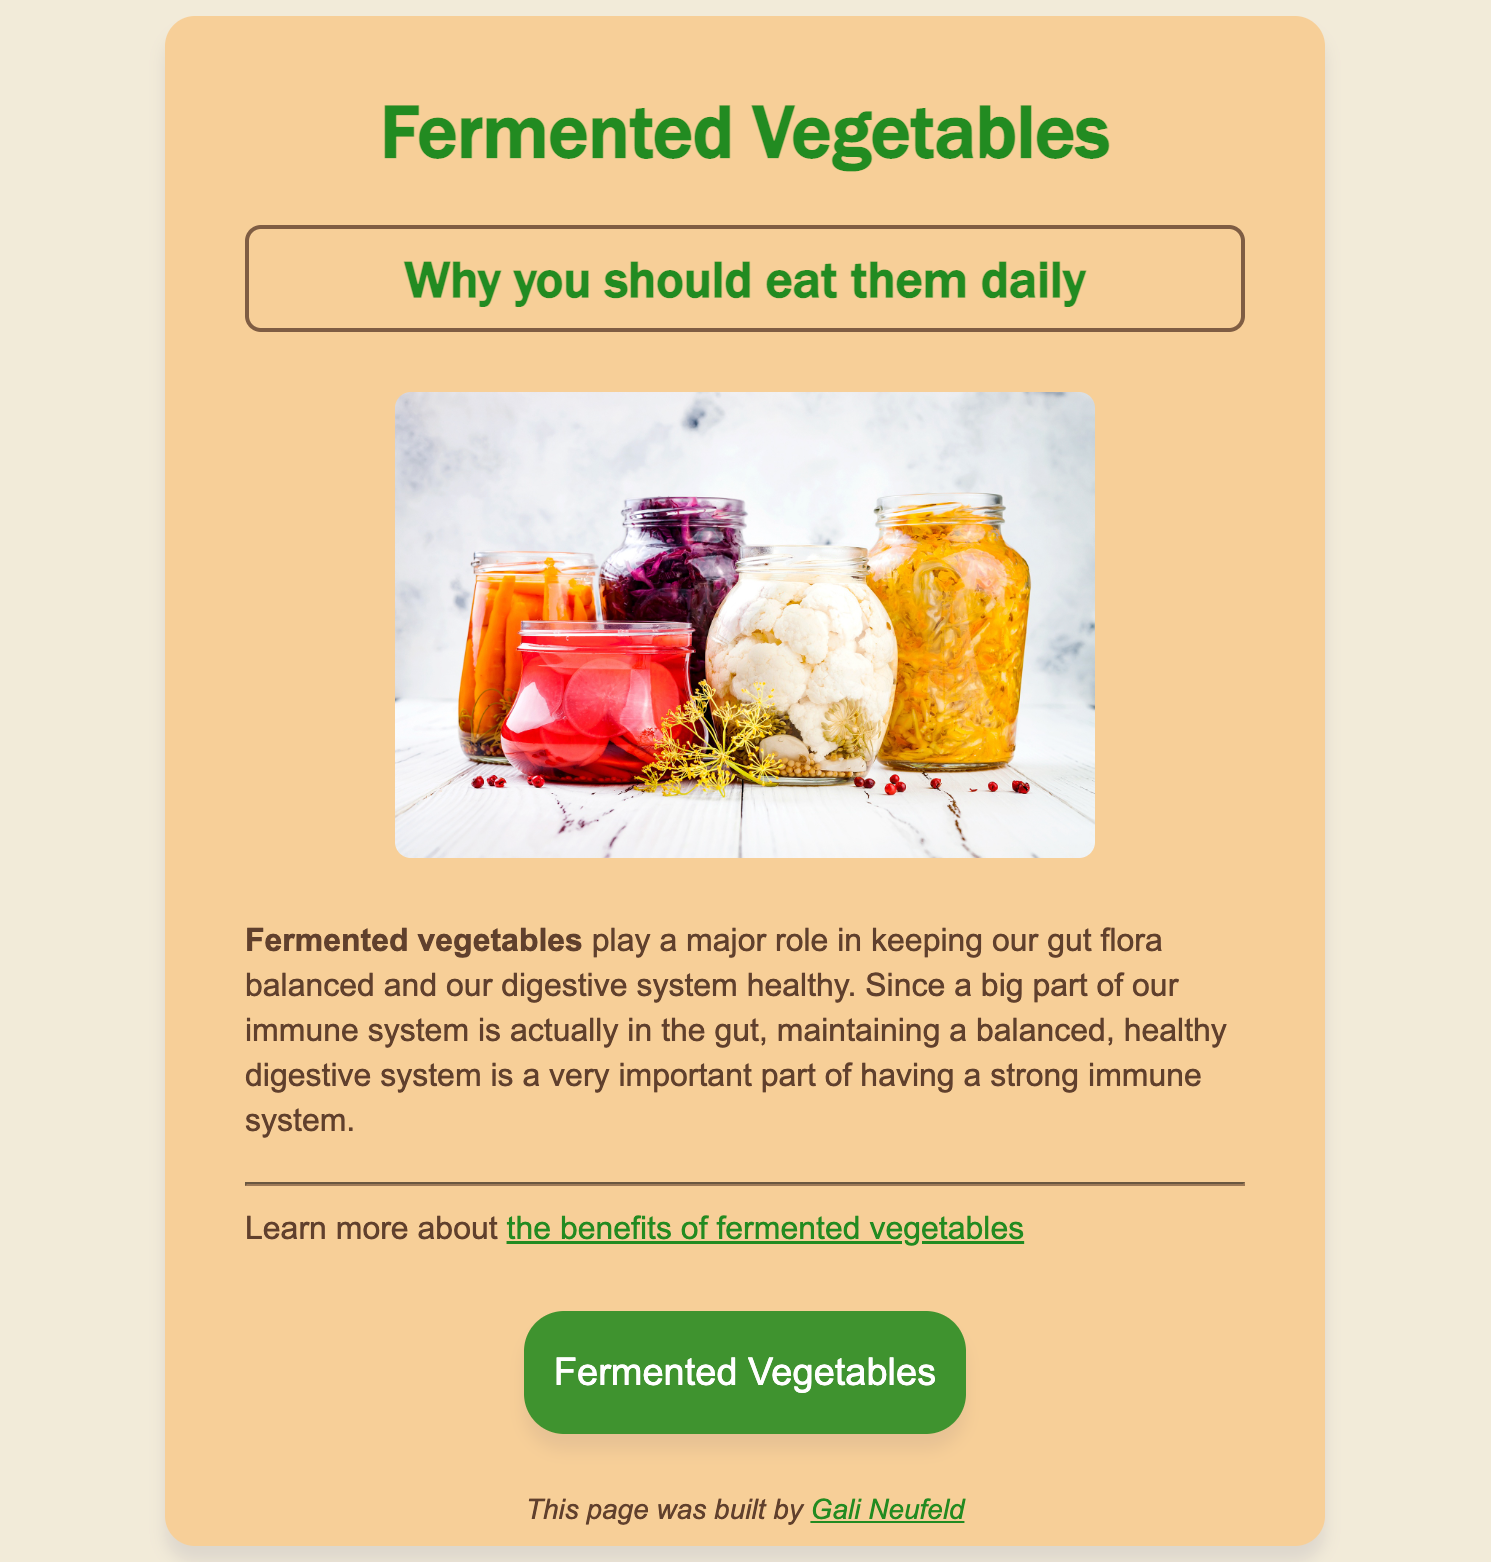 Fermented Vegetables
Why you should eat them daily
Fermented vegetables play a major role in keeping our gut flora
balanced and our digestive system healthy. Since a big part of our
immune system is actually in the gut, maintaining a balanced, healthy
digestive system is a very important part of having a strong immune
system.
Learn more about the benefits of fermented vegetables
Fermented Vegetables
This page was built by Gali Neufeld